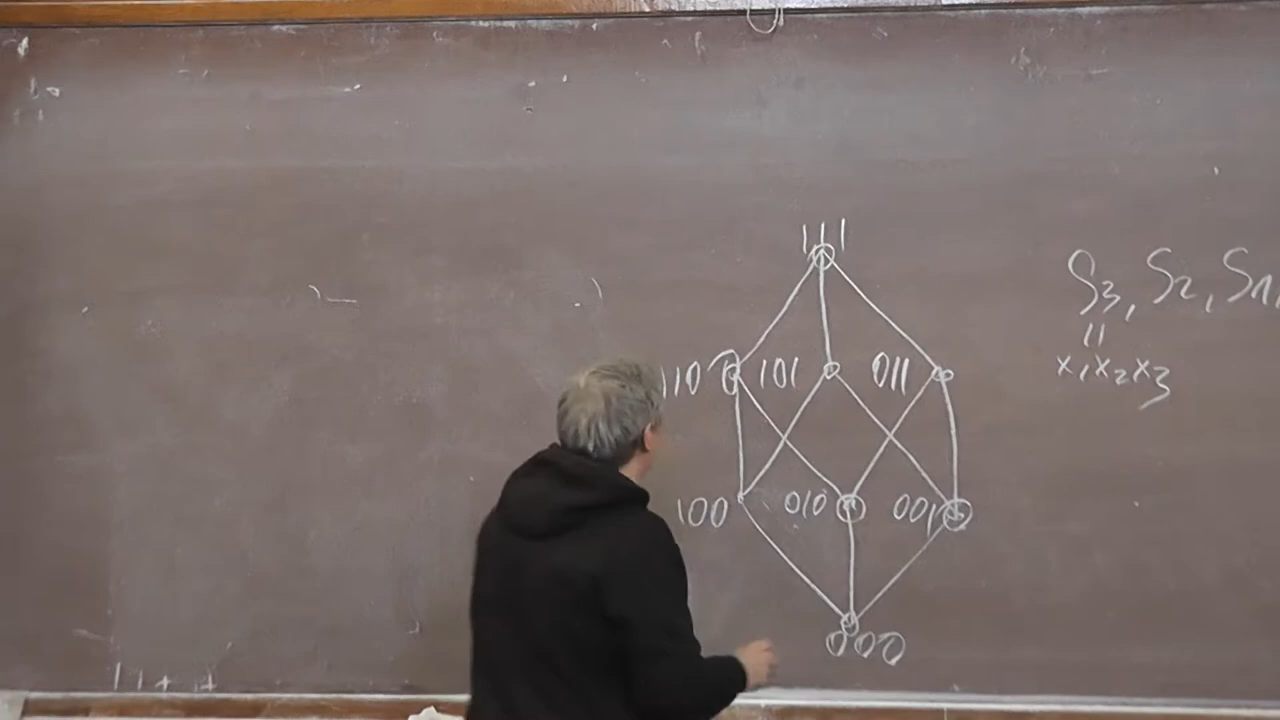 111
S₃, S₂, S₁,
||
x₁x₂x₃
110 101 011
100 010 001
000